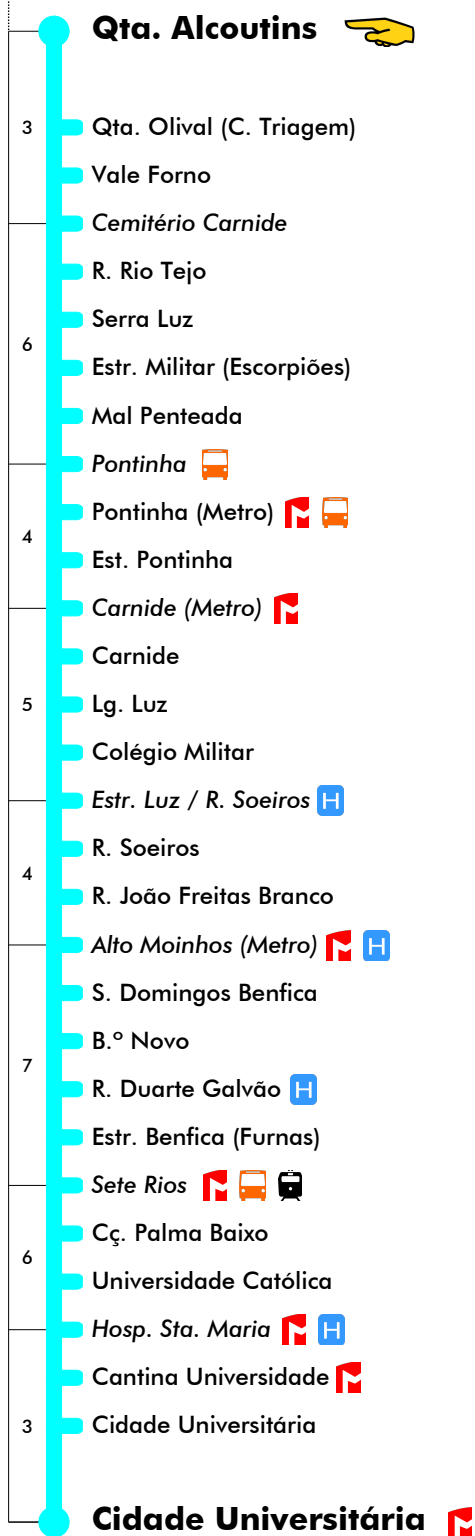 Qta. Alcoutins
3
Qta. Olival (C. Triagem)
Vale Forno
Cemitério Carnide
R. Rio Tejo
Serra Luz
6
Estr. Militar (Escorpiões)
Mal Penteada
Pontinha
Pontinha (Metro)
4
Est. Pontinha
Carnide (Metro)
Carnide
5
Lg. Luz
Colégio Militar
Estr. Luz / R. Soeiros H
R. Soeiros
4
R. João Freitas Branco
Alto Moinhos (Metro) H
S. Domingos Benfica
B.º Novo
7
R. Duarte Galvão H
Estr. Benfica (Furnas)
Sete Rios
Cç. Palma Baixo
6
Universidade Católica
Hosp. Sta. Maria H
Cantina Universidade
3
Cidade Universitária
Cidade Universitária